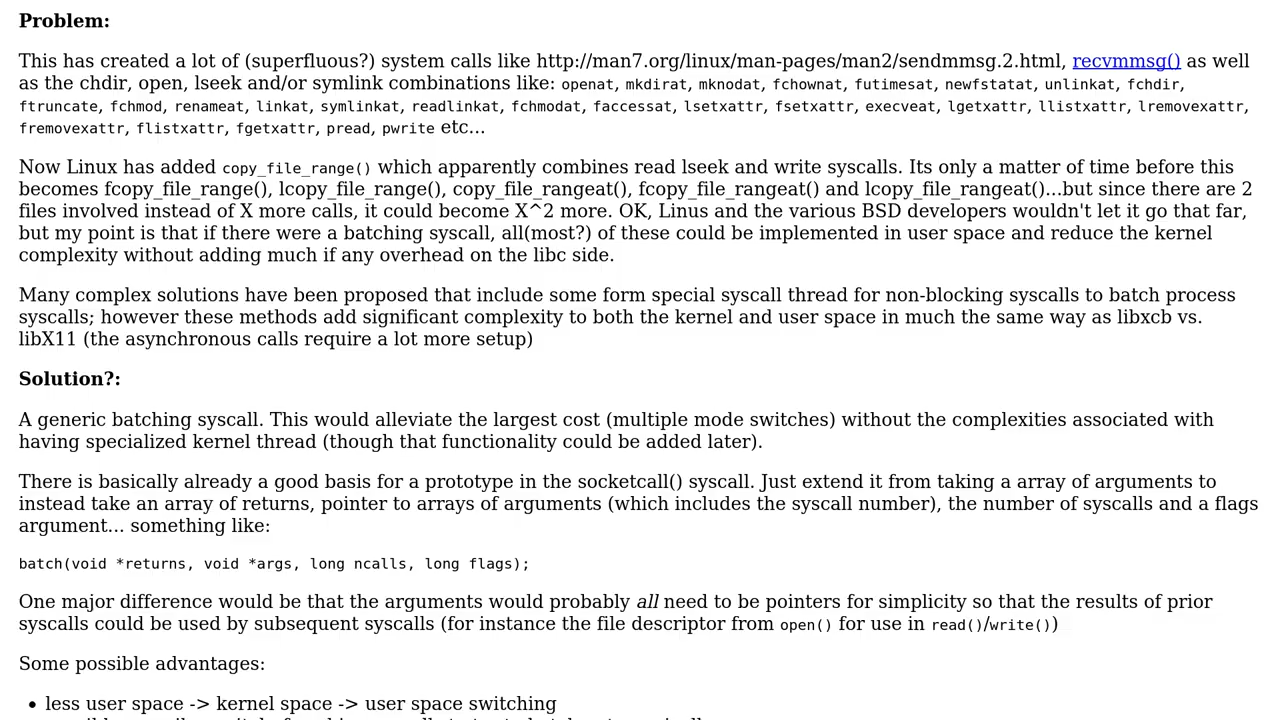 Problem:
This has created a lot of (superfluous?) system calls like http://man7.org/linux/man-pages/man2/sendmmsg.2.html, recvmmsg() as well
as the chdir, open, lseek and/or symlink combinations like: openat, mkdirat, mknodat, fchownat, futimesat, newfstatat, unlinkat, fchdir,
ftruncate, fchmod, renameat, linkat, symlinkat, readlinkat, fchmodat, faccessat, lsetxattr, fsetxattr, execveat, lgetxattr, llistxattr, lremovexattr,
fremovexattr, flistxattr, fgetxattr, pread, pwrite etc...
Now Linux has added copy_file_range() which apparently combines read lseek and write syscalls. Its only a matter of time before this
becomes fcopy_file_range(), lcopy_file_range(), copy_file_rangeat(), fcopy_file_rangeat() and lcopy_file_rangeat()...but since there are 2
files involved instead of X more calls, it could become X^2 more. OK, Linus and the various BSD developers wouldn't let it go that far,
but my point is that if there were a batching syscall, all(most?) of these could be implemented in user space and reduce the kernel
complexity without adding much if any overhead on the libc side.
Many complex solutions have been proposed that include some form special syscall thread for non-blocking syscalls to batch process
syscalls; however these methods add significant complexity to both the kernel and user space in much the same way as libxcb vs.
libX11 (the asynchronous calls require a lot more setup)
Solution?:
A generic batching syscall. This would alleviate the largest cost (multiple mode switches) without the complexities associated with
having specialized kernel thread (though that functionality could be added later).
There is basically already a good basis for a prototype in the socketcall() syscall. Just extend it from taking a array of arguments to
instead take an array of returns, pointer to arrays of arguments (which includes the syscall number), the number of syscalls and a flags
argument... something like:
batch(void *returns, void *args, long ncalls, long flags);
One major difference would be that the arguments would probably all need to be pointers for simplicity so that the results of prior
syscalls could be used by subsequent syscalls (for instance the file descriptor from open() for use in read()/write())
Some possible advantages:
• less user space -> kernel space -> user space switching